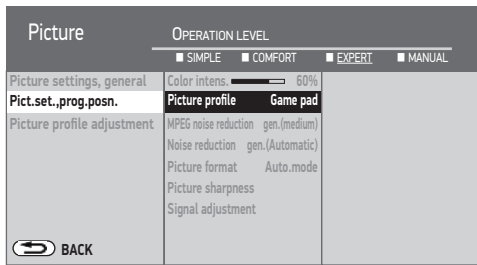 Picture
OPERATION LEVEL
SIMPLE COMFORT EXPERT MANUAL
Picture settings, general
Color intens. 60%
Pict.set.,prog.posn.
Picture profile Game pad
Picture profile adjustment
MPEG noise reduction gen.(medium)
Noise reduction gen.(Automatic)
Picture format Auto.mode
Picture sharpness
Signal adjustment
BACK